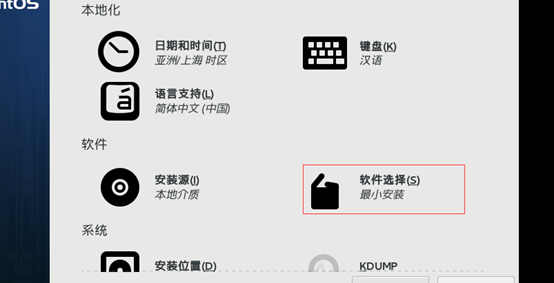 ntOS
本地化
日期和时间(T)
亚洲/上海 时区
键盘(K)
汉语
语言支持(L)
简体中文 (中国)
软件
安装源(I)
本地介质
软件选择(S)
最小安装
系统
安装位置(D)
KDUMP